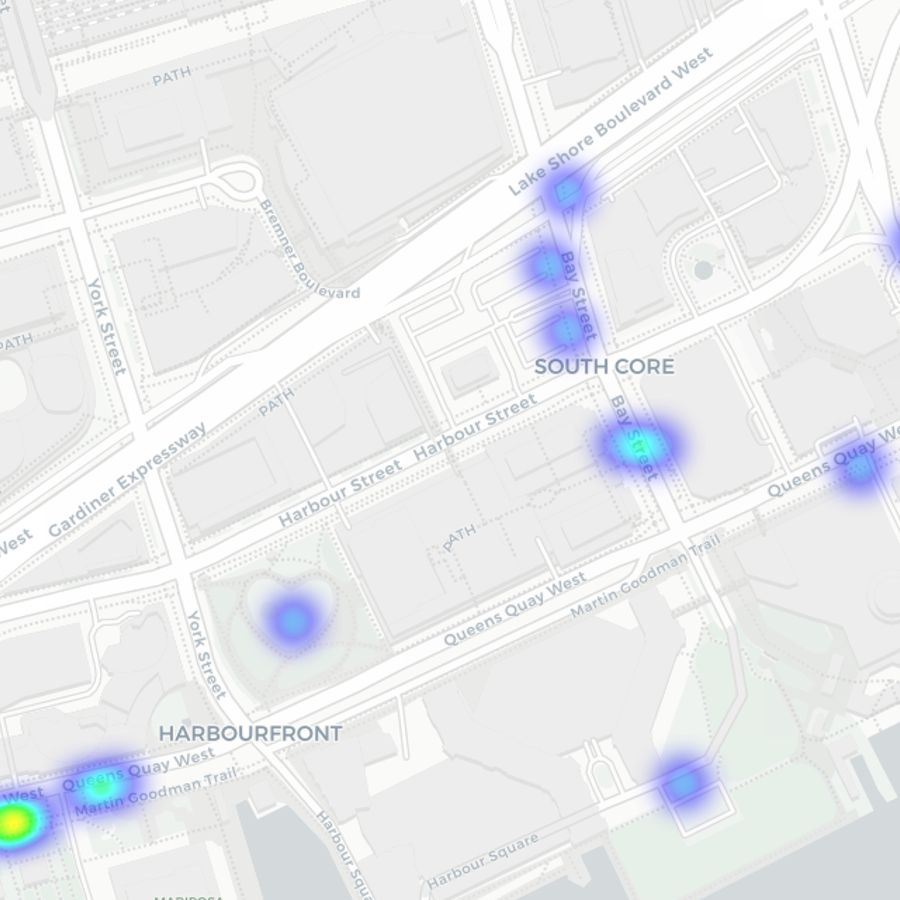 PATH
Lake Shore Boulevard West
Bremner Boulevard
York Street
Bay Street
PATH
SOUTH CORE
PATH
Bay Street
Harbour Street
Gardiner Expressway
Harbour Street
Queens Quay We
West
PATH
Martin Goodman Trail
Queens Quay West
York Street
HARBOURFRONT
Queens Quay West
West
Martin Goodman Trail
Harbour Squa
Harbour Square
MARIPOSA